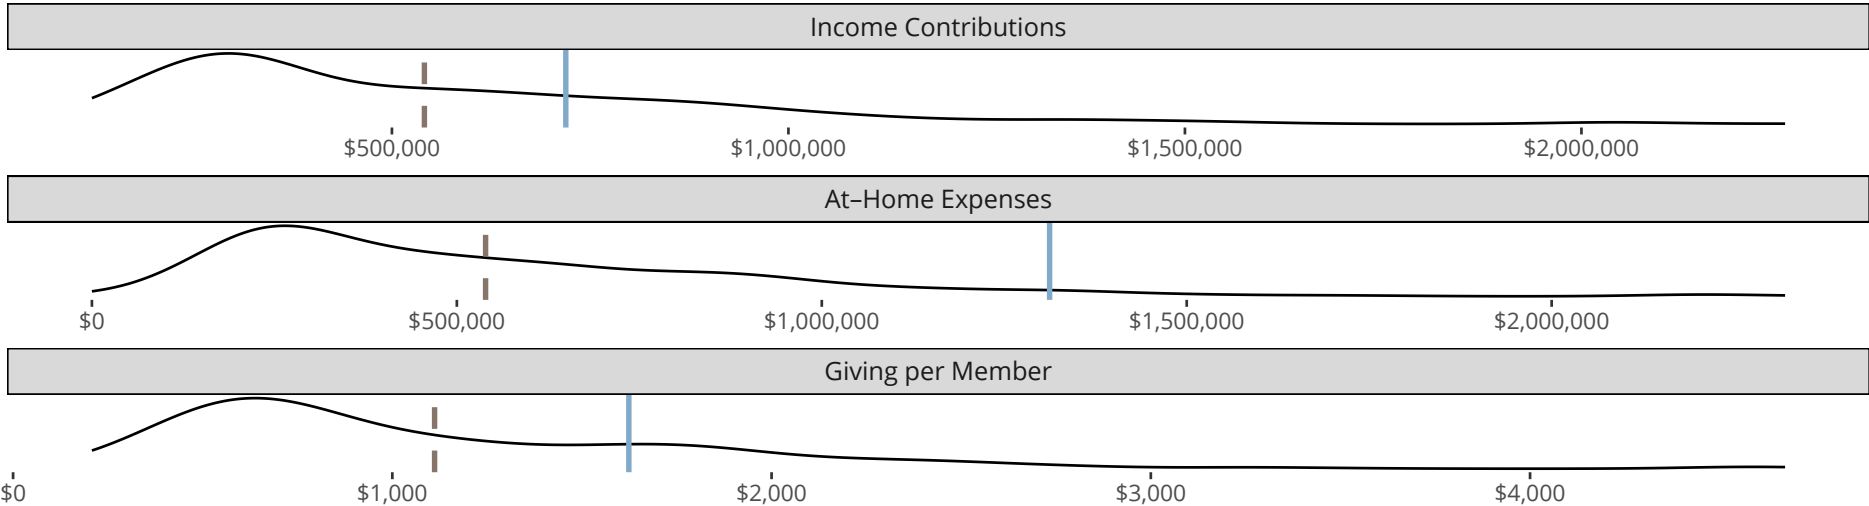 Income Contributions
$500,000 $1,000,000 $1,500,000 $2,000,000
At–Home Expenses
$0 $500,000 $1,000,000 $1,500,000 $2,000,000
Giving per Member
$0 $1,000 $2,000 $3,000 $4,000